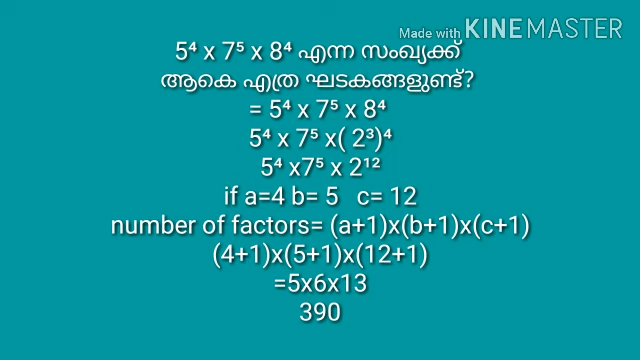 Made with KINEMASTER
5⁴ x 7⁵ x 8⁴ എന്ന സംഖ്യക്ക്
ആകെ എത്ര ഘടകങ്ങളുണ്ട്?
= 5⁴ x 7⁵ x 8⁴
5⁴ x 7⁵ x( 2³)⁴
5⁴ x7⁵ x 2¹²
if a=4 b= 5 c= 12
number of factors= (a+1)x(b+1)x(c+1)
(4+1)x(5+1)x(12+1)
=5x6x13
390